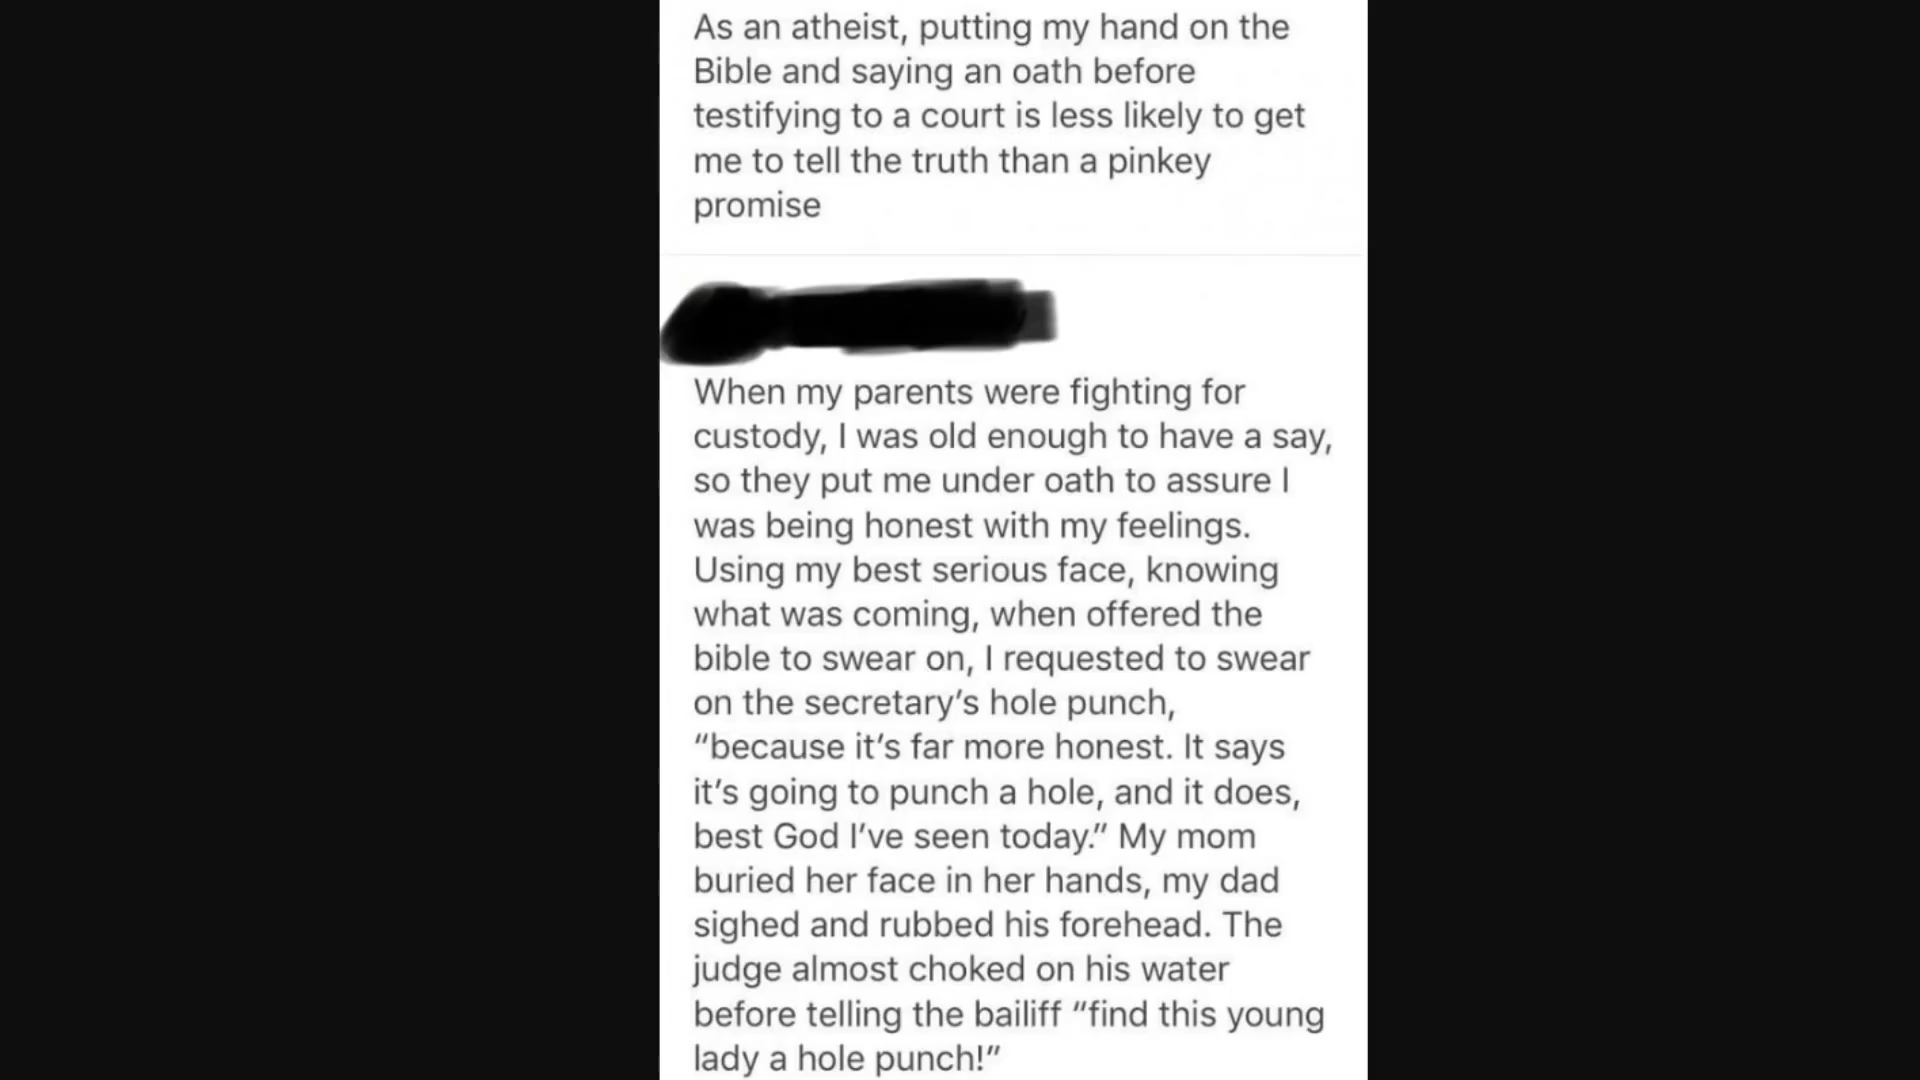 As an atheist, putting my hand on the
Bible and saying an oath before
testifying to a court is less likely to get
me to tell the truth than a pinkey
promise
When my parents were fighting for
custody, I was old enough to have a say,
so they put me under oath to assure I
was being honest with my feelings.
Using my best serious face, knowing
what was coming, when offered the
bible to swear on, I requested to swear
on the secretary’s hole punch,
“because it’s far more honest. It says
it’s going to punch a hole, and it does,
best God I’ve seen today.” My mom
buried her face in her hands, my dad
sighed and rubbed his forehead. The
judge almost choked on his water
before telling the bailiff “find this young
lady a hole punch!”